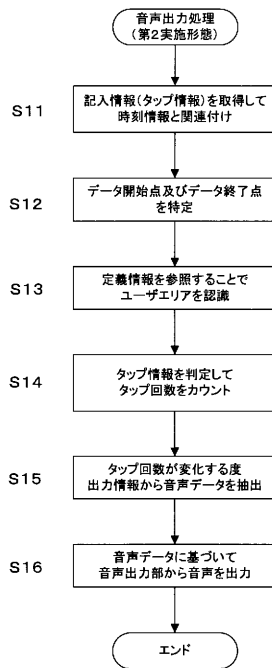 音声出力処理
(第2実施形態)
S11
記入情報(タップ情報)を取得して
時刻情報と関連付け
S12
データ開始点及びデータ終了点
を特定
S13
定義情報を参照することで
ユーザエリアを認識
S14
タップ情報を判定して
タップ回数をカウント
S15
タップ回数が変化する度
出力情報から音声データを抽出
S16
音声データに基づいて
音声出力部から音声を出力
エンド